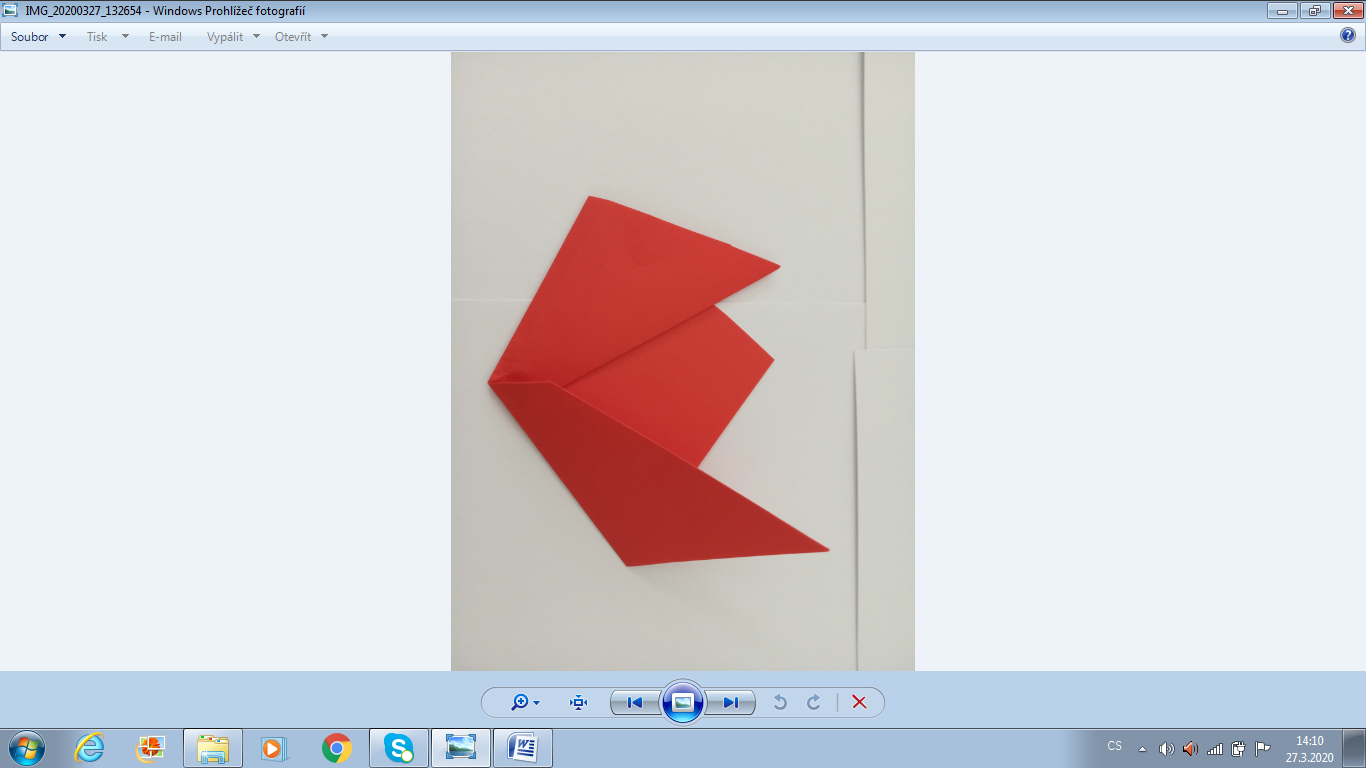 IMG_20200327_132654 - Windows Prohlížeč fotografií
Soubor Tisk E-mail Vypálit Otevřít
CS
14:10
27.3.2020